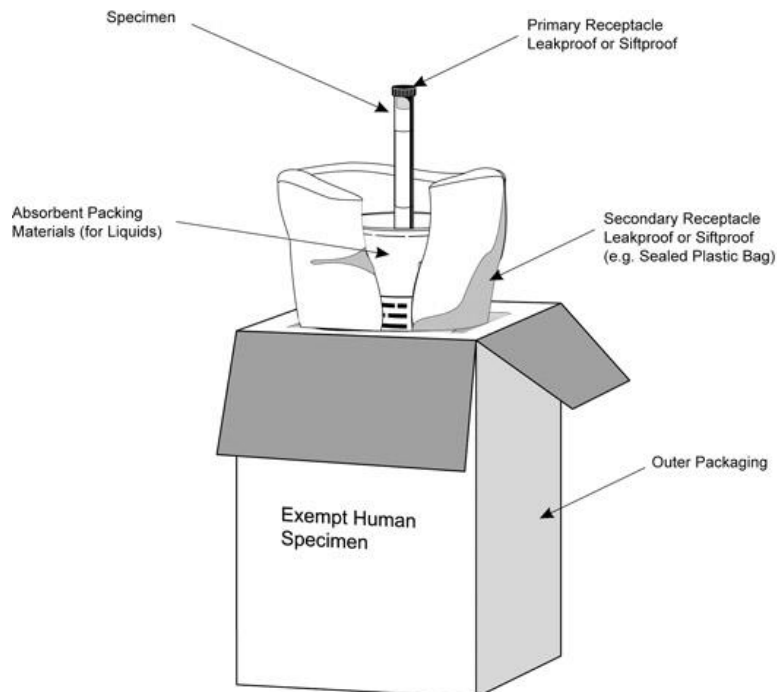 Specimen
Primary Receptacle
Leakproof or Siftproof
Absorbent Packing
Materials (for Liquids)
Secondary Receptacle
Leakproof or Siftproof
(e.g. Sealed Plastic Bag)
Outer Packaging
Exempt Human
Specimen